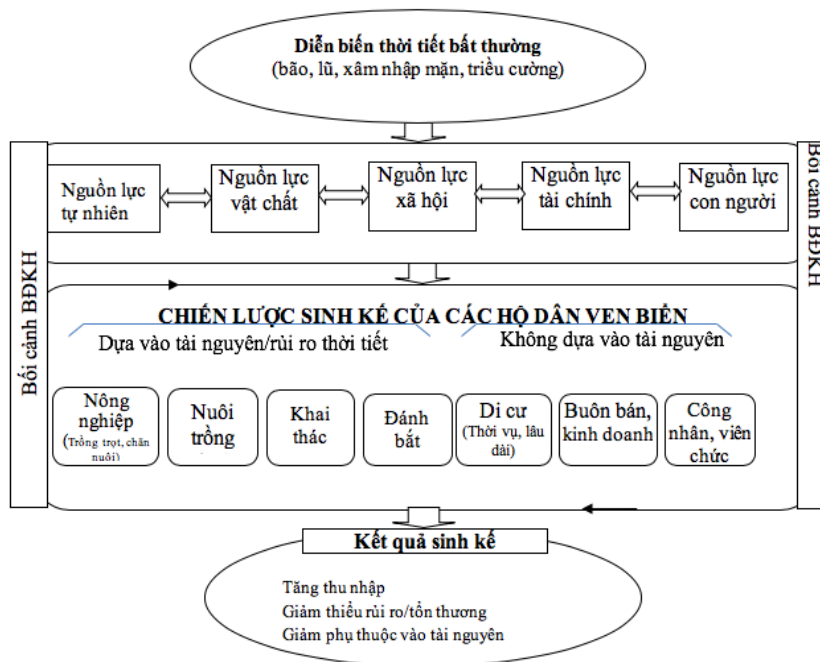 Diễn biến thời tiết bất thường
(bão, lũ, xâm nhập mặn, triều cường)
Bối cảnh BĐKH
Bối cảnh BĐKH
Nguồn lực
tự nhiên
Nguồn lực
vật chất
Nguồn lực
xã hội
Nguồn lực
tài chính
Nguồn lực
con người
CHIẾN LƯỢC SINH KẾ CỦA CÁC HỘ DÂN VEN BIỂN
Dựa vào tài nguyên/rủi ro thời tiết
Không dựa vào tài nguyên
Nông
nghiệp
(Trồng trọt, chăn
nuôi)
Nuôi
trồng
Khai
thác
Đánh
bắt
Di cư
(Thời vụ, lâu
dài)
Buôn bán,
kinh doanh
Công
nhân, viên
chức
Kết quả sinh kế
Tăng thu nhập
Giảm thiểu rủi ro/tổn thương
Giảm phụ thuộc vào tài nguyên